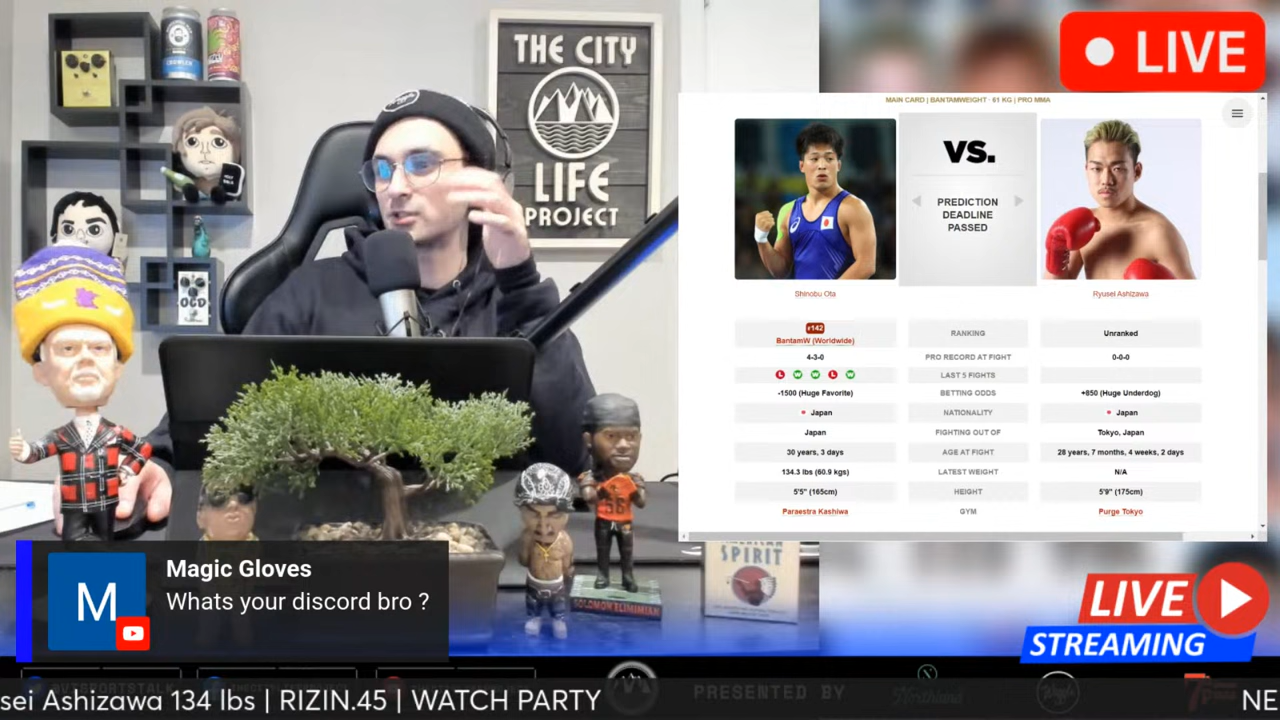 THE CITY
LIFE
PROJECT
LIVE
MAIN CARD | BANTAMWEIGHT · 61 KG | PRO MMA
VS.
PREDICTION
DEADLINE
PASSED
Shinobu Ota
Ryusei Ashizawa
#142
BantamW (Worldwide)
RANKING
Unranked
4-3-0
PRO RECORD AT FIGHT
0-0-0
L W W L W
LAST 5 FIGHTS
-1500 (Huge Favorite)
BETTING ODDS
+850 (Huge Underdog)
Japan
NATIONALITY
Japan
Japan
FIGHTING OUT OF
Tokyo, Japan
30 years, 3 days
AGE AT FIGHT
28 years, 7 months, 4 weeks, 2 days
134.3 lbs (60.9 kgs)
LATEST WEIGHT
N/A
5'5" (165cm)
HEIGHT
5'9" (175cm)
Paraestra Kashiwa
GYM
Purge Tokyo
OCD
SPIRIT
SOLOMON ELIMIMIAN
M
Magic Gloves
Whats your discord bro ?
LIVE
STREAMING
PRESENTED BY
Northland
sei Ashizawa 134 lbs | RIZIN.45 | WATCH PARTY
NE